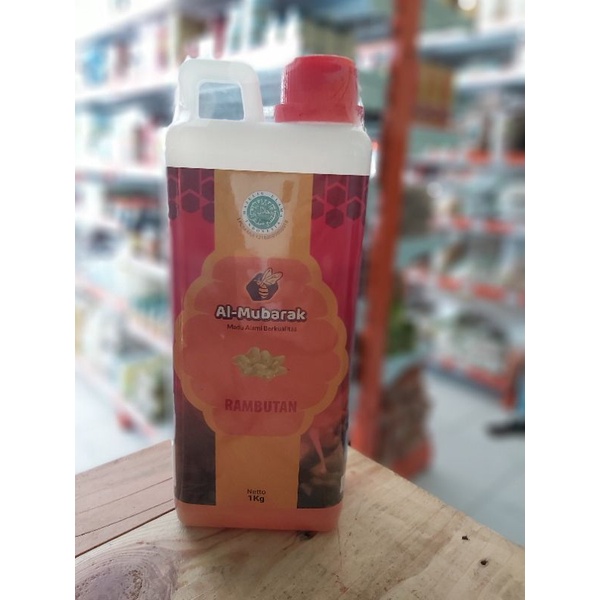 Al-Mubarak
Madu Alami Berkualitas
RAMBUTAN
Netto
1Kg